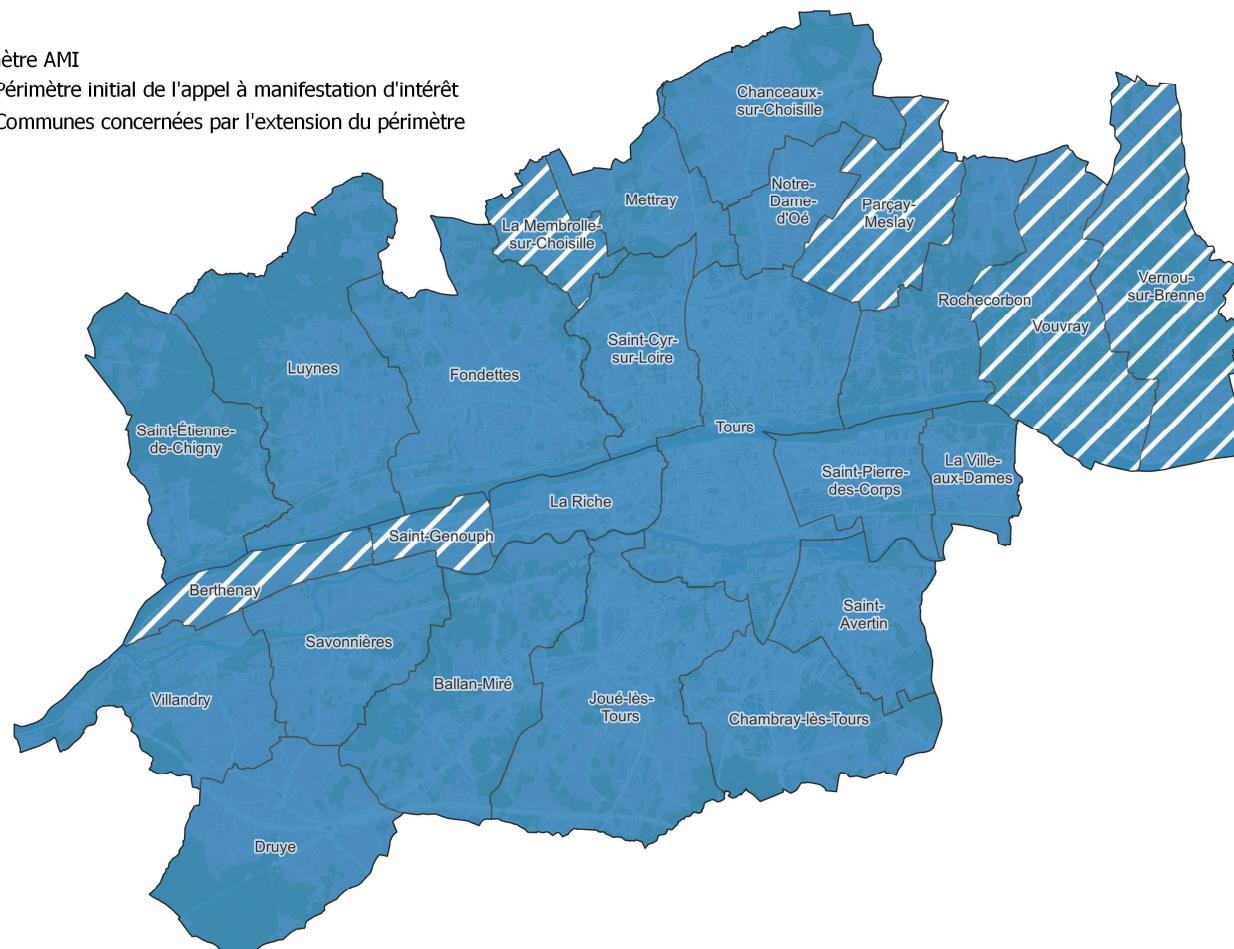 ètre AMI
Périmètre initial de l'appel à manifestation d'intérêt
Communes concernées par l'extension du périmètre
Chanceaux-
sur-Choisille
Notre-
Dame-
d'Oé
Mettray
Parçay-
Meslay
La Membrolle-
sur-Choisille
Vernou-
sur-Brenne
Rochecorbon
Vouvray
Saint-Cyr-
sur-Loire
Luynes
Fondettes
Tours
Saint-Étienne-
de-Chigny
La Ville-
aux-Dames
Saint-Pierre-
des-Corps
La Riche
Saint-Genouph
Berthenay
Saint-
Avertin
Savonnières
Ballan-Miré
Villandry
Joué-lès-
Tours
Chambray-lès-Tours
Druye